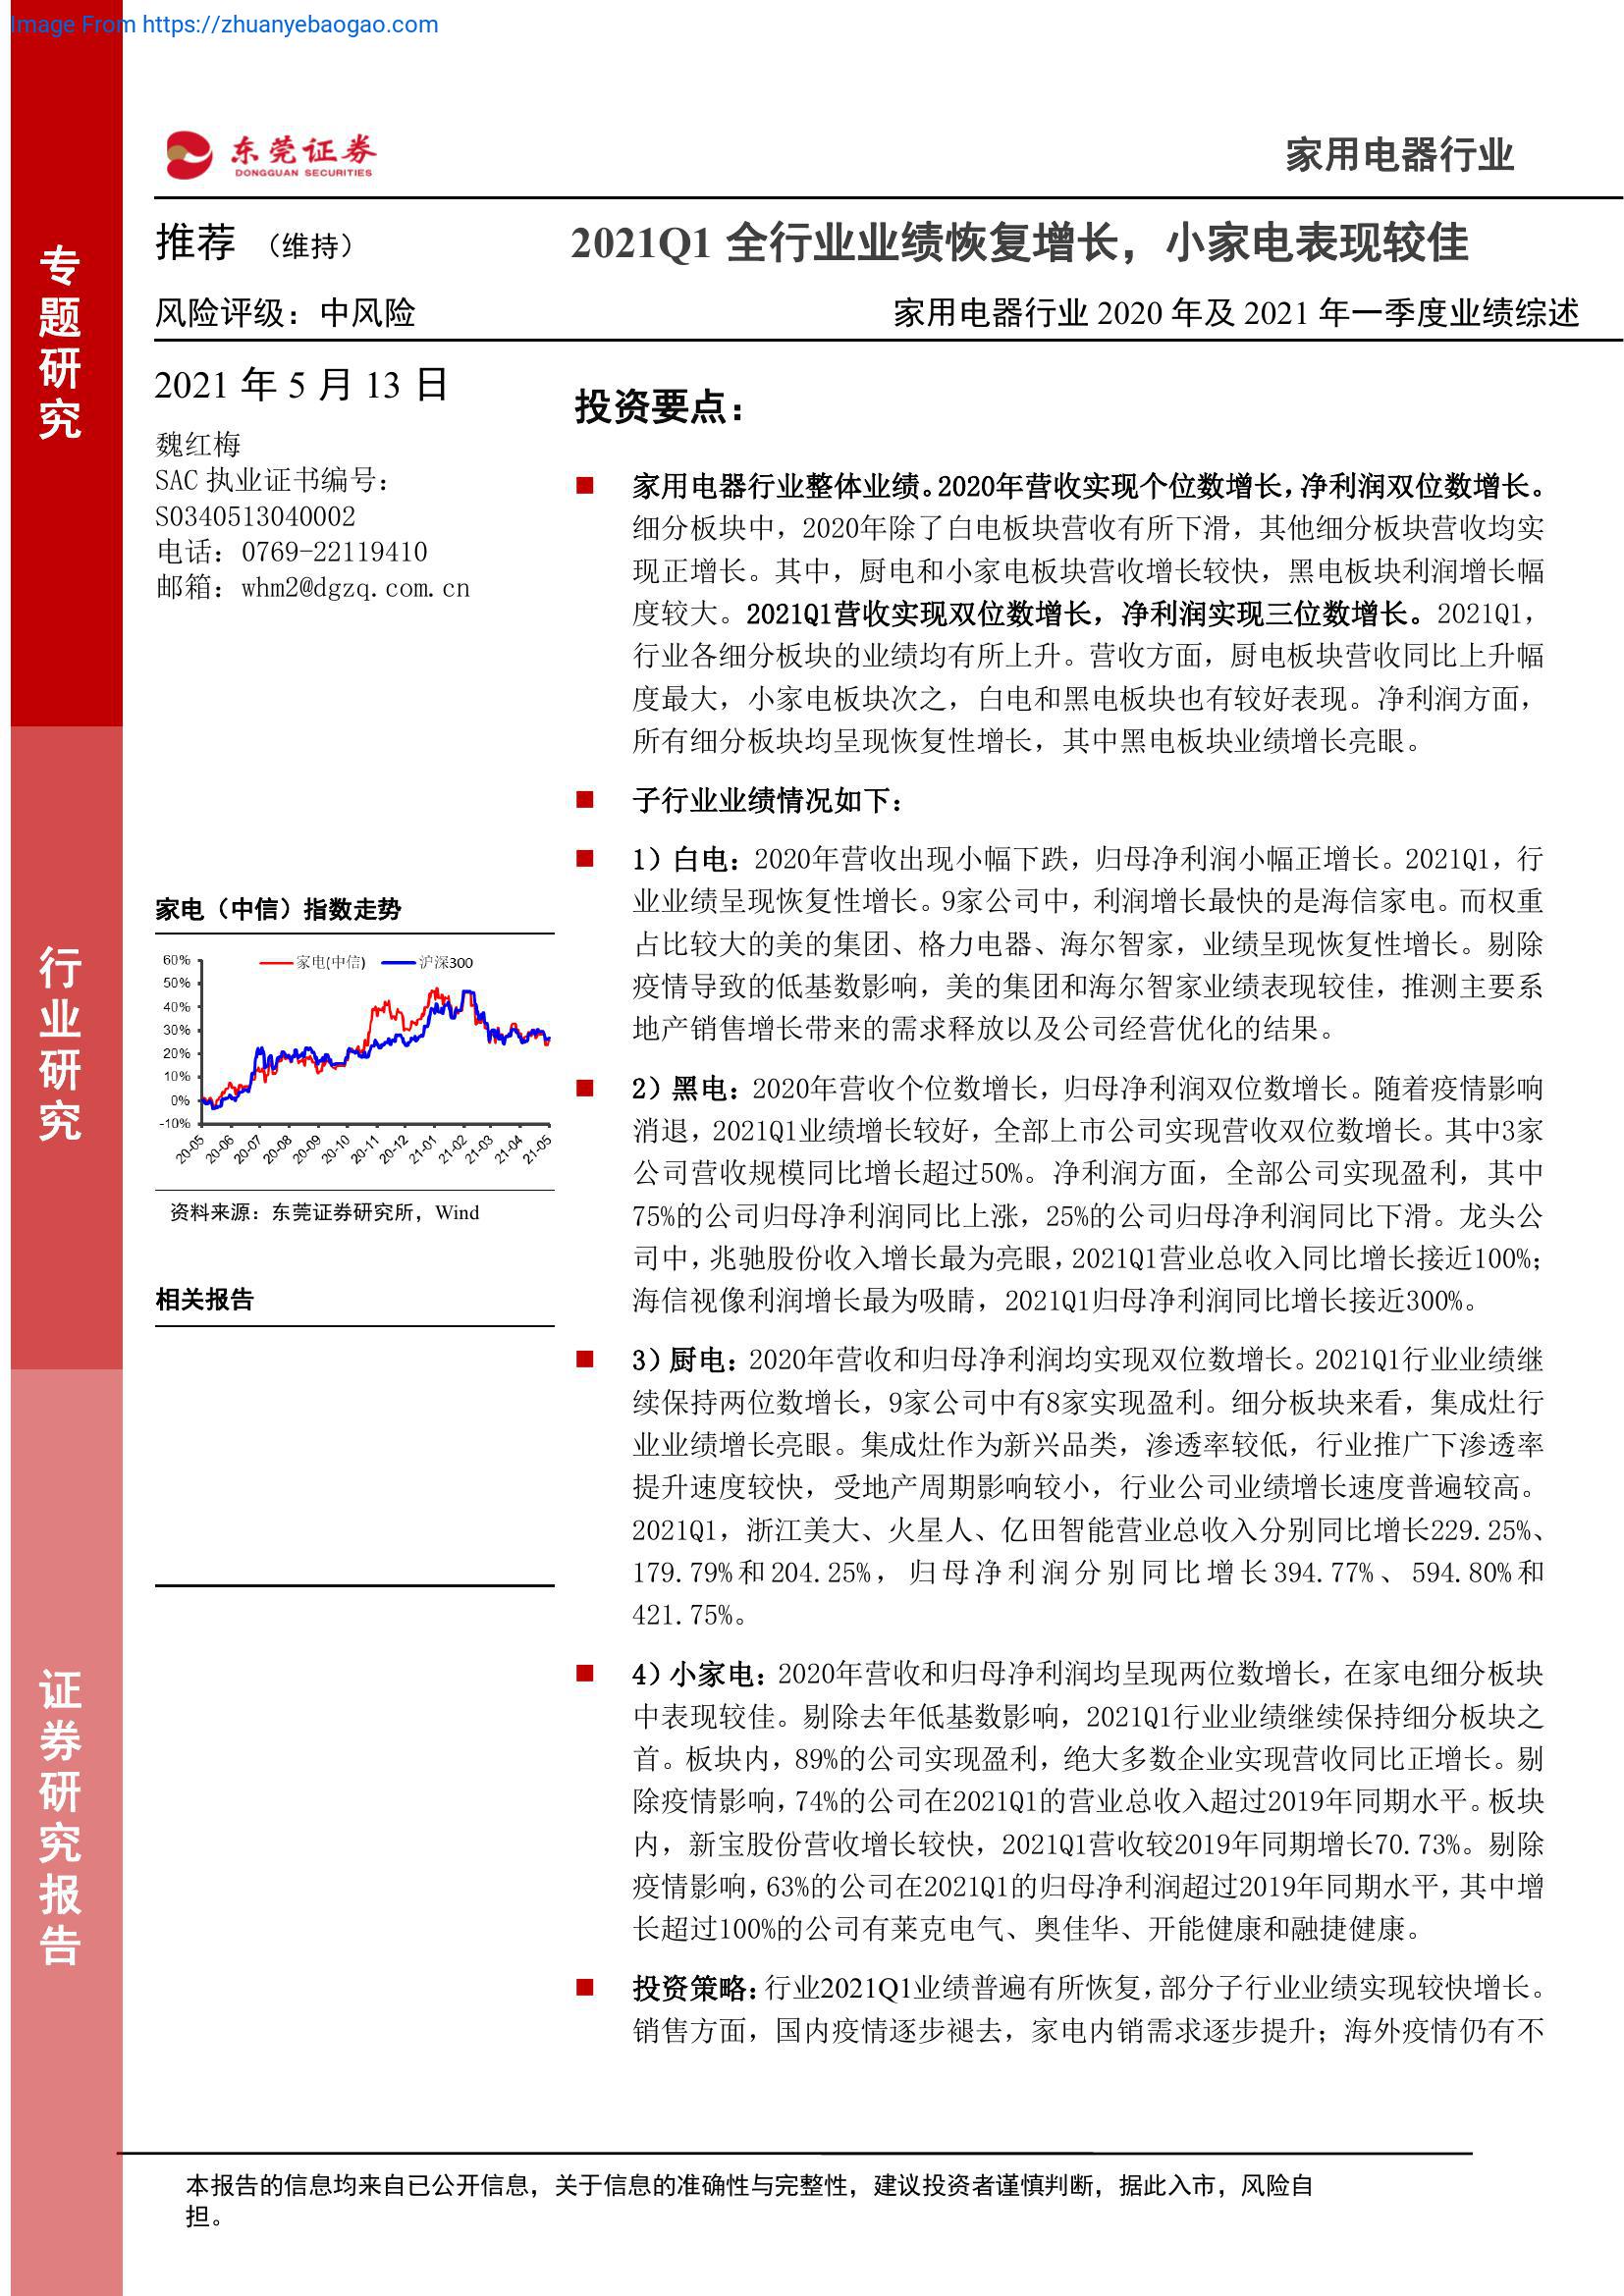 Image From https://zhuanyebaogao.com
东莞证券
DONGGUAN SECURITIES
家用电器行业
推荐 （维持）
2021Q1 全行业业绩恢复增长，小家电表现较佳
风险评级：中风险
家用电器行业 2020 年及 2021 年一季度业绩综述
专题研究
行业研究
证券研究报告
2021 年 5 月 13 日
魏红梅
SAC 执业证书编号：
S0340513040002
电话：0769-22119410
邮箱：whm2@dgzq.com.cn
家电（中信）指数走势
家电(中信)
沪深300
60%
50%
40%
30%
20%
10%
0%
-10%
20-05 20-06 20-07 20-08 20-09 20-10 20-11 20-12 21-01 21-02 21-03 21-04 21-05
资料来源：东莞证券研究所，Wind
相关报告
投资要点：
家用电器行业整体业绩。2020年营收实现个位数增长，净利润双位数增长。
细分板块中，2020年除了白电板块营收有所下滑，其他细分板块营收均实
现正增长。其中，厨电和小家电板块营收增长较快，黑电板块利润增长幅
度较大。2021Q1营收实现双位数增长，净利润实现三位数增长。2021Q1，
行业各细分板块的业绩均有所上升。营收方面，厨电板块营收同比上升幅
度最大，小家电板块次之，白电和黑电板块也有较好表现。净利润方面，
所有细分板块均呈现恢复性增长，其中黑电板块业绩增长亮眼。
子行业业绩情况如下：
1）白电：2020年营收出现小幅下跌，归母净利润小幅正增长。2021Q1，行
业业绩呈现恢复性增长。9家公司中，利润增长最快的是海信家电。而权重
占比较大的美的集团、格力电器、海尔智家，业绩呈现恢复性增长。剔除
疫情导致的低基数影响，美的集团和海尔智家业绩表现较佳，推测主要系
地产销售增长带来的需求释放以及公司经营优化的结果。
2）黑电：2020年营收个位数增长，归母净利润双位数增长。随着疫情影响
消退，2021Q1业绩增长较好，全部上市公司实现营收双位数增长。其中3家
公司营收规模同比增长超过50%。净利润方面，全部公司实现盈利，其中
75%的公司归母净利润同比上涨，25%的公司归母净利润同比下滑。龙头公
司中，兆驰股份收入增长最为亮眼，2021Q1营业总收入同比增长接近100%；
海信视像利润增长最为吸睛，2021Q1归母净利润同比增长接近300%。
3）厨电：2020年营收和归母净利润均实现双位数增长。2021Q1行业业绩继
续保持两位数增长，9家公司中有8家实现盈利。细分板块来看，集成灶行
业业绩增长亮眼。集成灶作为新兴品类，渗透率较低，行业推广下渗透率
提升速度较快，受地产周期影响较小，行业公司业绩增长速度普遍较高。
2021Q1，浙江美大、火星人、亿田智能营业总收入分别同比增长229.25%、
179.79%和204.25%，归母净利润分别同比增长394.77%、594.80%和
421.75%。
4）小家电：2020年营收和归母净利润均呈现两位数增长，在家电细分板块
中表现较佳。剔除去年低基数影响，2021Q1行业业绩继续保持细分板块之
首。板块内，89%的公司实现盈利，绝大多数企业实现营收同比正增长。剔
除疫情影响，74%的公司在2021Q1的营业总收入超过2019年同期水平。板块
内，新宝股份营收增长较快，2021Q1营收较2019年同期增长70.73%。剔除
疫情影响，63%的公司在2021Q1的归母净利润超过2019年同期水平，其中增
长超过100%的公司有莱克电气、奥佳华、开能健康和融捷健康。
投资策略：行业2021Q1业绩普遍有所恢复，部分子行业业绩实现较快增长。
销售方面，国内疫情逐步褪去，家电内销需求逐步提升；海外疫情仍有不
本报告的信息均来自已公开信息，关于信息的准确性与完整性，建议投资者谨慎判断，据此入市，风险自
担。